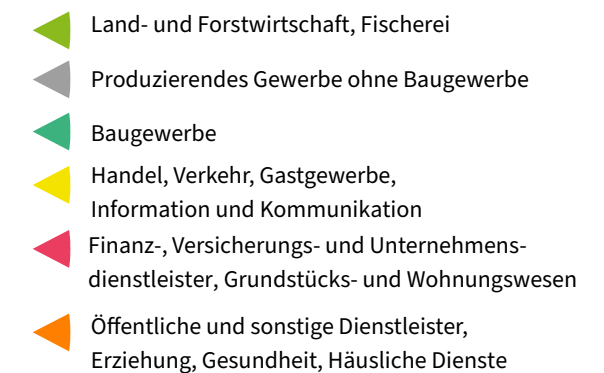 Land- und Forstwirtschaft, Fischerei
Produzierendes Gewerbe ohne Baugewerbe
Baugewerbe
Handel, Verkehr, Gastgewerbe,
Information und Kommunikation
Finanz-, Versicherungs- und Unternehmens-
dienstleister, Grundstücks- und Wohnungswesen
Öffentliche und sonstige Dienstleister,
Erziehung, Gesundheit, Häusliche Dienste